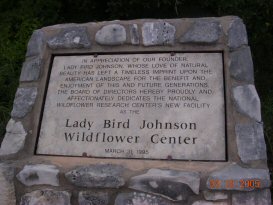 IN APPRECIATION OF OUR FOUNDER,
LADY BIRD JOHNSON, WHOSE LOVE OF NATURAL
BEAUTY HAS LEFT A TIMELESS IMPRINT UPON THE
AMERICAN LANDSCAPE FOR THE BENEFIT AND
ENJOYMENT OF THIS AND FUTURE GENERATIONS,
THE BOARD OF DIRECTORS HEREBY PROUDLY AND
AFFECTIONATELY DEDICATES THE NATIONAL
WILDFLOWER RESEARCH CENTER'S NEW FACILITY
AS THE
Lady Bird Johnson
Wildflower Center
MARCH 31, 1995
2005